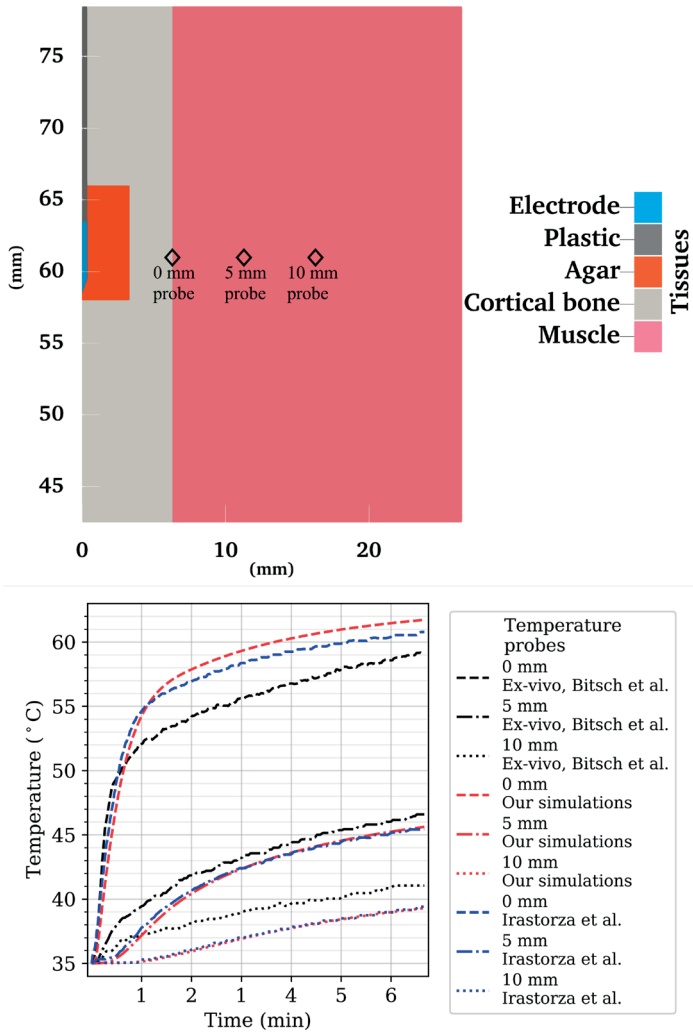 75
70
65
60
55
50
45
(mm)
0 mm
probe
5 mm
probe
10 mm
probe
0
10
20
(mm)
Electrode
Plastic
Agar
Cortical bone
Muscle
Tissues
60
55
50
45
40
35
Temperature (°C)
1
2
1
4
5
6
Time (min)
Temperature
probes
0 mm
Ex-vivo, Bitsch et al.
5 mm
Ex-vivo, Bitsch et al.
10 mm
Ex-vivo, Bitsch et al.
0 mm
Our simulations
5 mm
Our simulations
10 mm
Our simulations
0 mm
Irastorza et al.
5 mm
Irastorza et al.
10 mm
Irastorza et al.